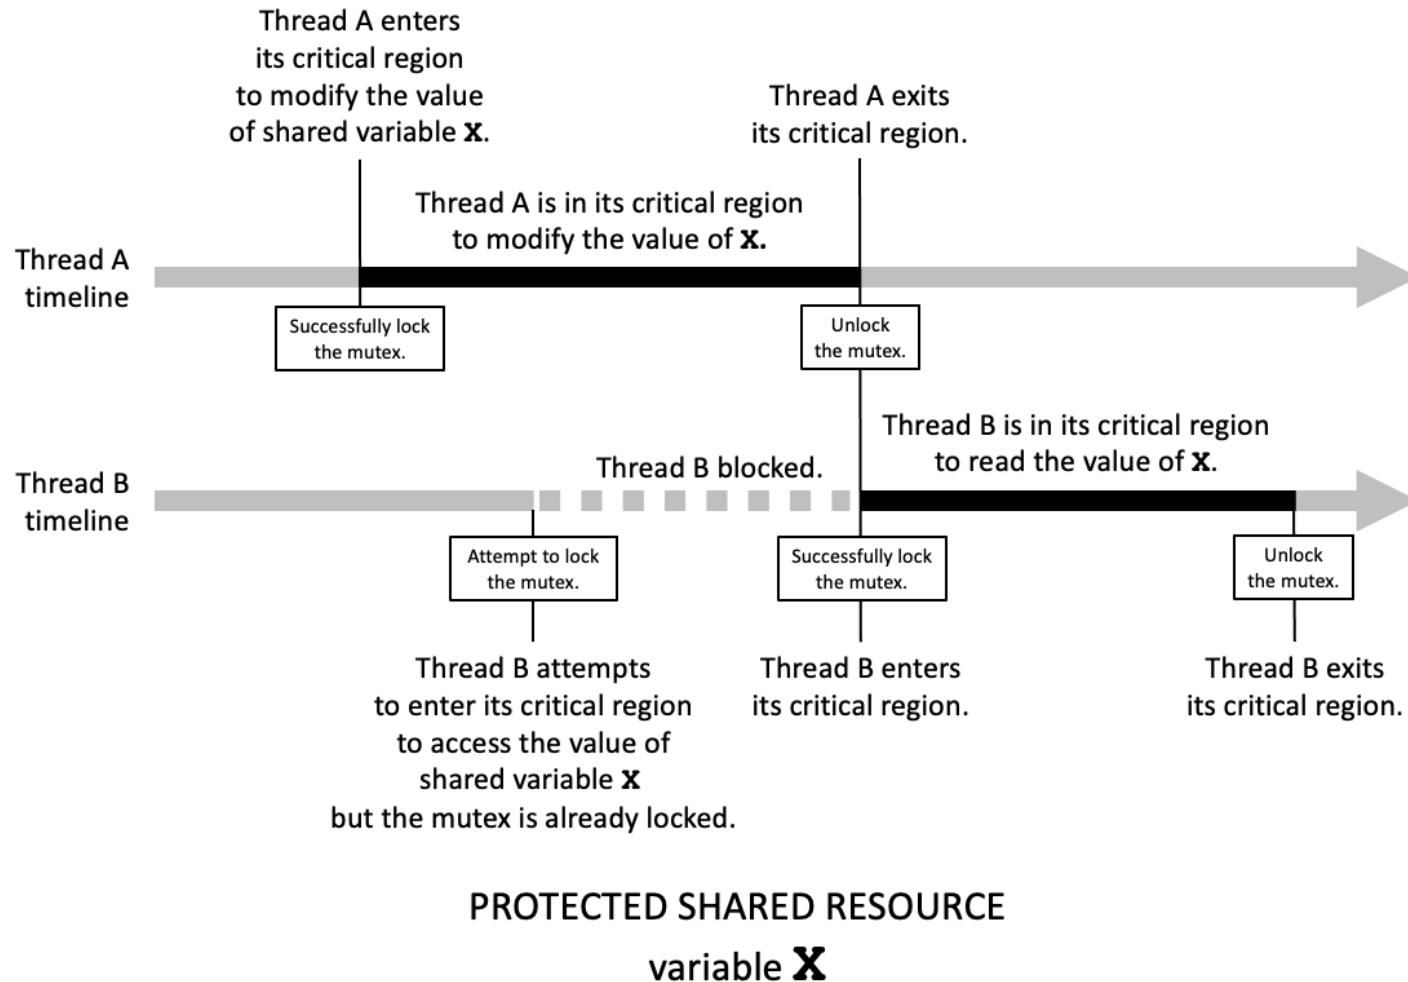 Thread A enters
its critical region
to modify the value
of shared variable X.
Thread A exits
its critical region.
Thread A is in its critical region
to modify the value of X.
Thread A
timeline
Successfully lock
the mutex.
Unlock
the mutex.
Thread B is in its critical region
to read the value of X.
Thread B blocked.
Thread B
timeline
Attempt to lock
the mutex.
Successfully lock
the mutex.
Unlock
the mutex.
Thread B attempts
to enter its critical region
to access the value of
shared variable X
but the mutex is already locked.
Thread B enters
its critical region.
Thread B exits
its critical region.
PROTECTED SHARED RESOURCE
variable X